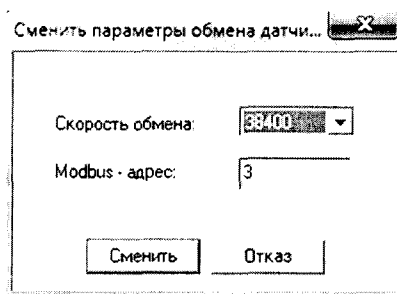 Сменить параметры обмена датчи...
Скорость обмена: 38400
Modbus - адрес: 3
Сменить Отказ